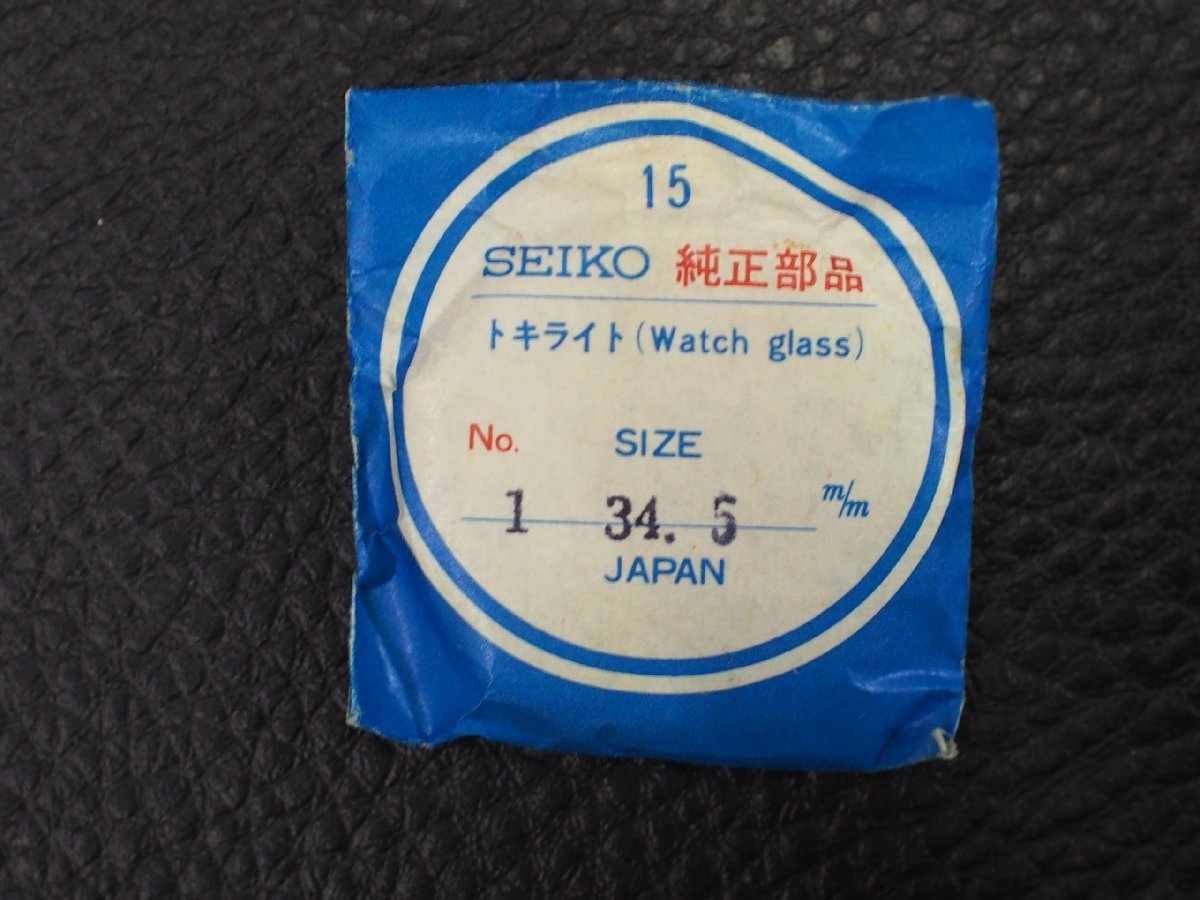 15
SEIKO 純正部品
トキライト (Watch glass)
No. SIZE
1 34.5 m/m
JAPAN